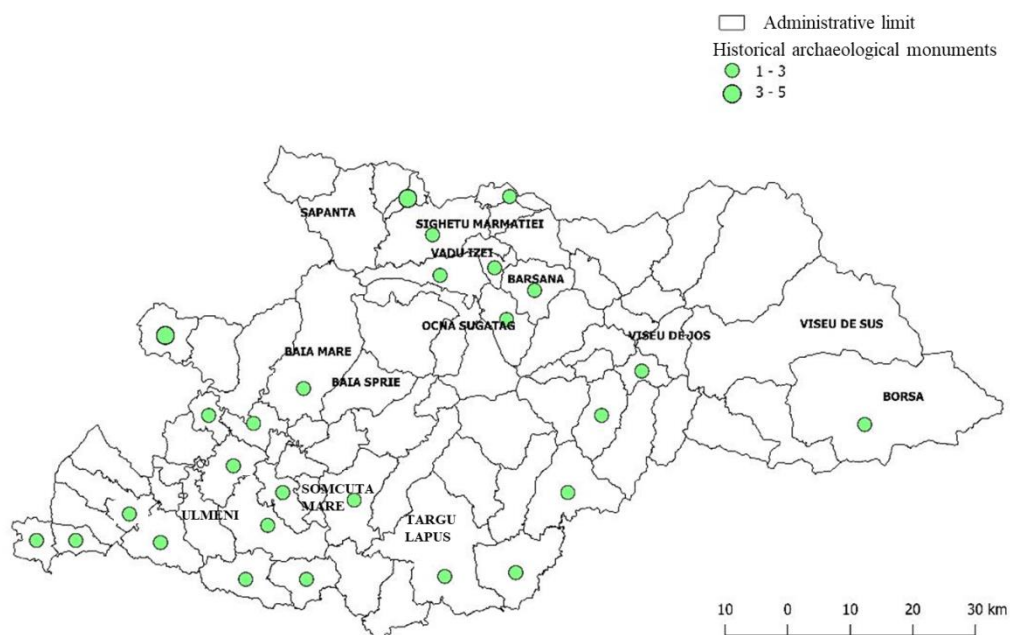 Administrative limit
Historical archaeological monuments
1 - 3
3 - 5
SAPANTA
SIGHETU MARMATIEI
VADU IZEI
BARSANA
OCNA SUGATAG
VISEU DE JOS
VISEU DE SUS
BAIA MARE
BAIA SPRIE
BORSA
SOMCUTA
MARE
ULMENI
TARGU
LAPUS
10 0 10 20 30 km